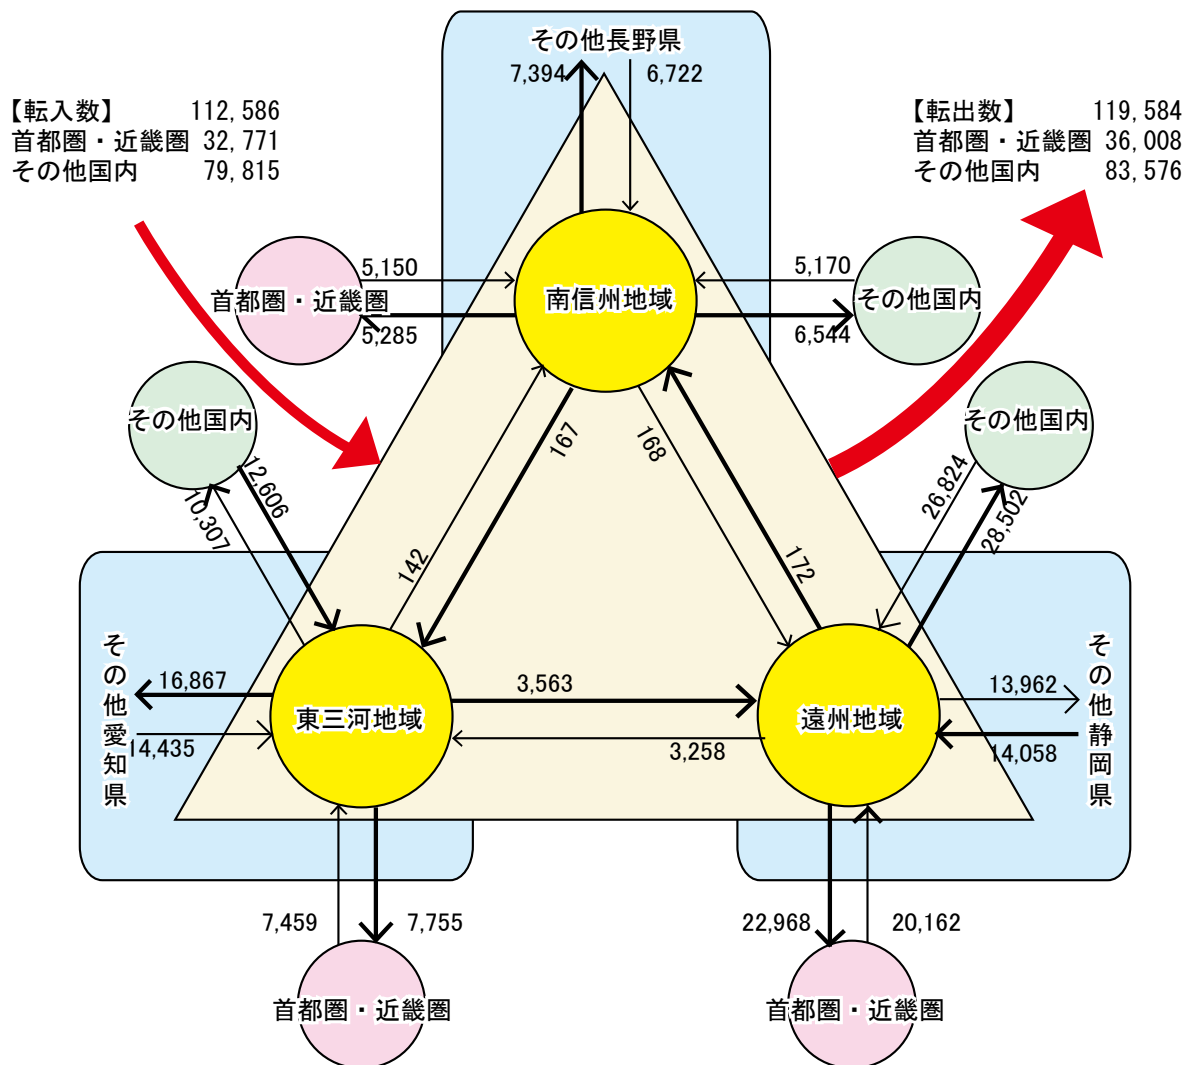 その他長野県
7,394
6,722
【転入数】 112,586
首都圏・近畿圏 32,771
その他国内 79,815
【転出数】 119,584
首都圏・近畿圏 36,008
その他国内 83,576
5,150
首都圏・近畿圏
5,285
南信州地域
5,170
その他国内
6,544
その他国内
12,606
10,307
167
168
142
172
その他国内
26,824
28,502
その他愛知県
16,867
14,435
東三河地域
3,563
3,258
遠州地域
13,962
14,058
その他静岡県
7,459
7,755
首都圏・近畿圏
22,968
20,162
首都圏・近畿圏